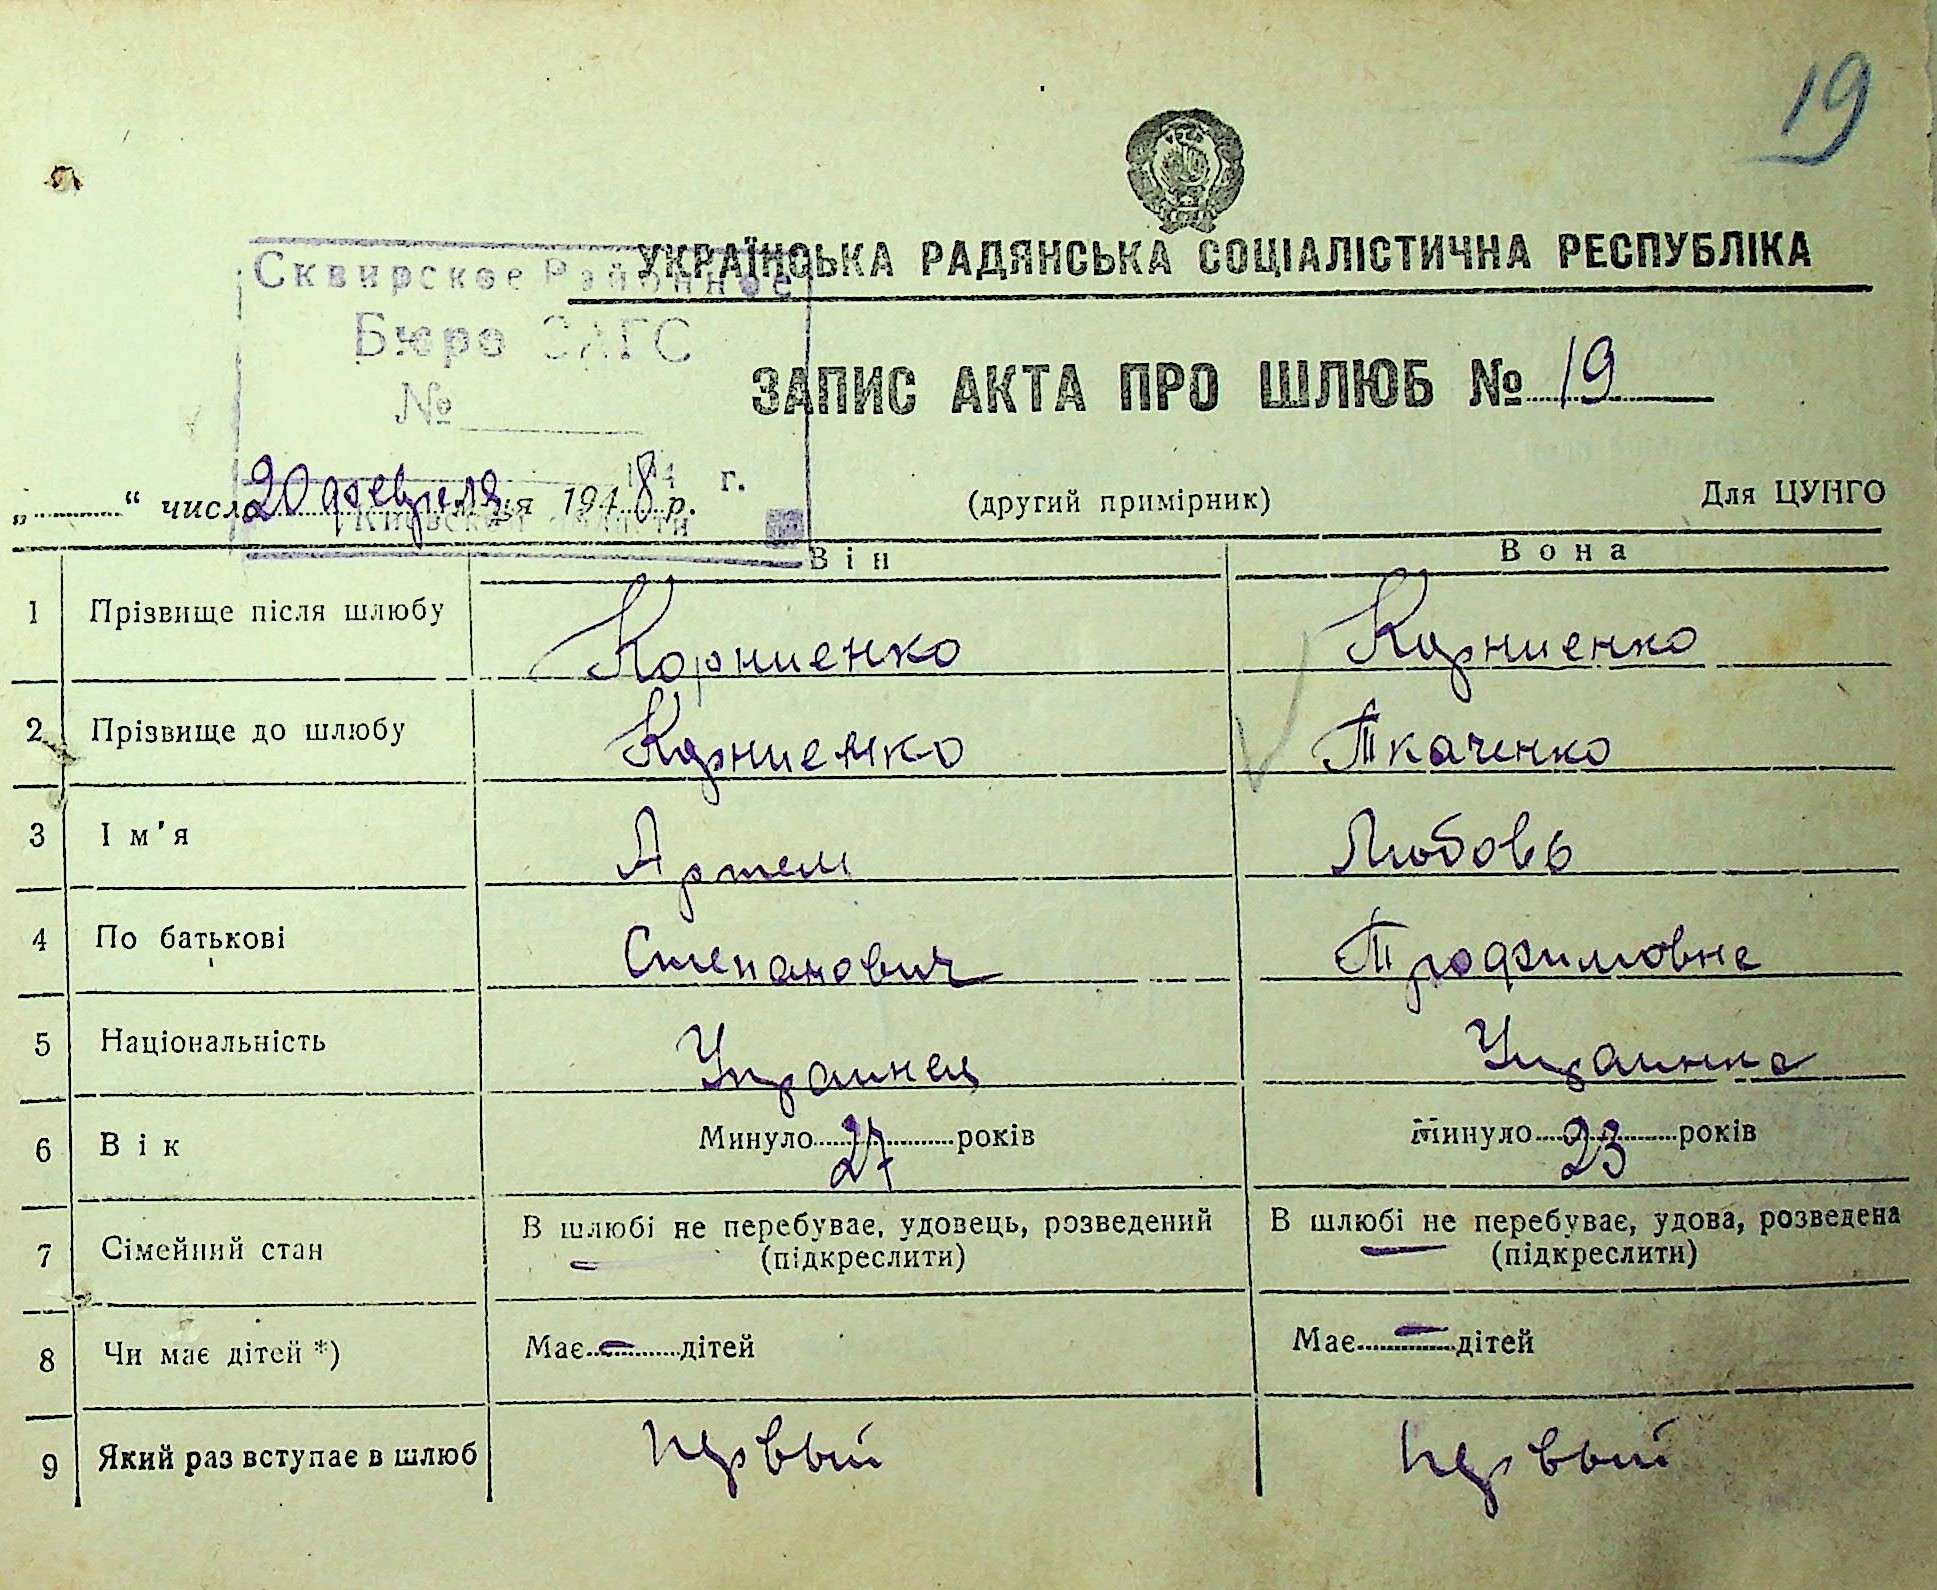 19
УКРАЇНСЬКА РАДЯНСЬКА СОЦІАЛІСТИЧНА РЕСПУБЛІКА
Сквирское Районное
Бюро ЗАГС
№
194 г.
ЗАПИС АКТА ПРО ШЛЮБ № 19
„ “ числа 20 февраля ця 1948 р. (другий примірник) Для ЦУНГО
Він Вона
1 Прізвище після шлюбу Корниенко Корниенко
2 Прізвище до шлюбу Корниенко Ткаченко
3 Ім'я Артем Любовь
4 По батькові Степанович Трофимовна
5 Національність Украинец Украинка
6 Вік Минуло 27 років Минуло 23 років
7 Сімейний стан В шлюбі не перебуває, удовець, розведений В шлюбі не перебуває, удова, розведена
(підкреслити) (підкреслити)
8 Чи має дітей *) Має – дітей Має – дітей
9 Який раз вступає в шлюб первый первый